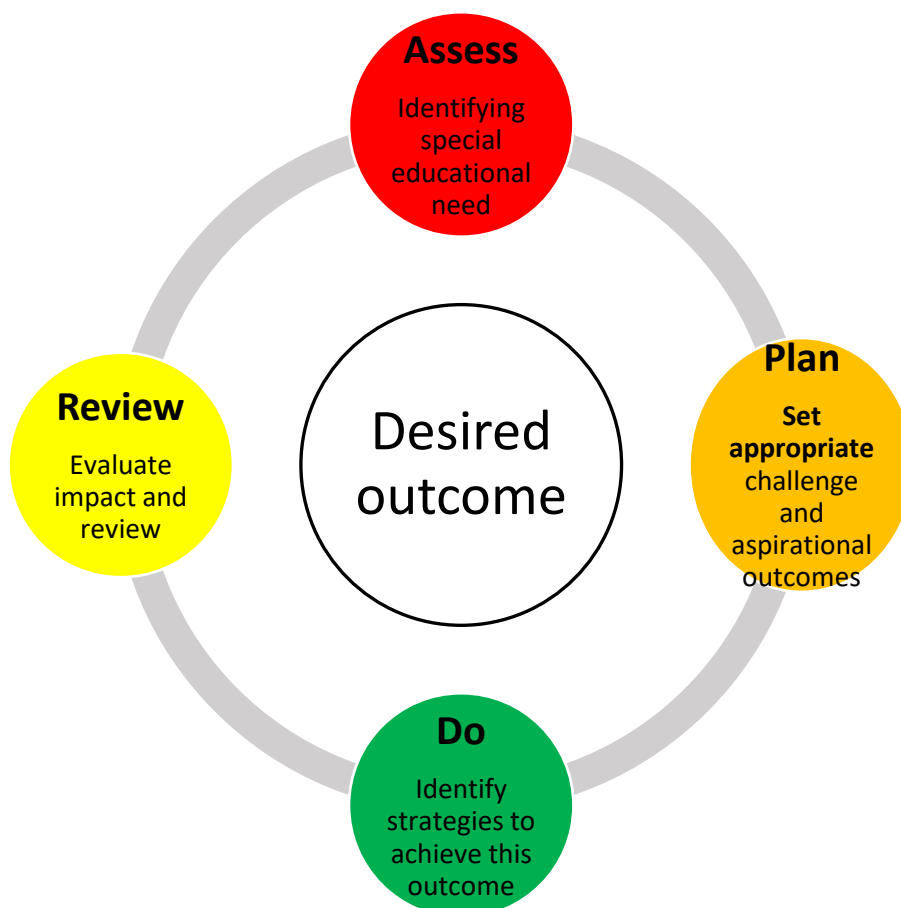 Assess
Identifying
special
educational
need
Plan
Set
appropriate
challenge
and
aspirational
outcomes
Do
Identify
strategies to
achieve this
outcome
Review
Evaluate
impact and
review
Desired
outcome